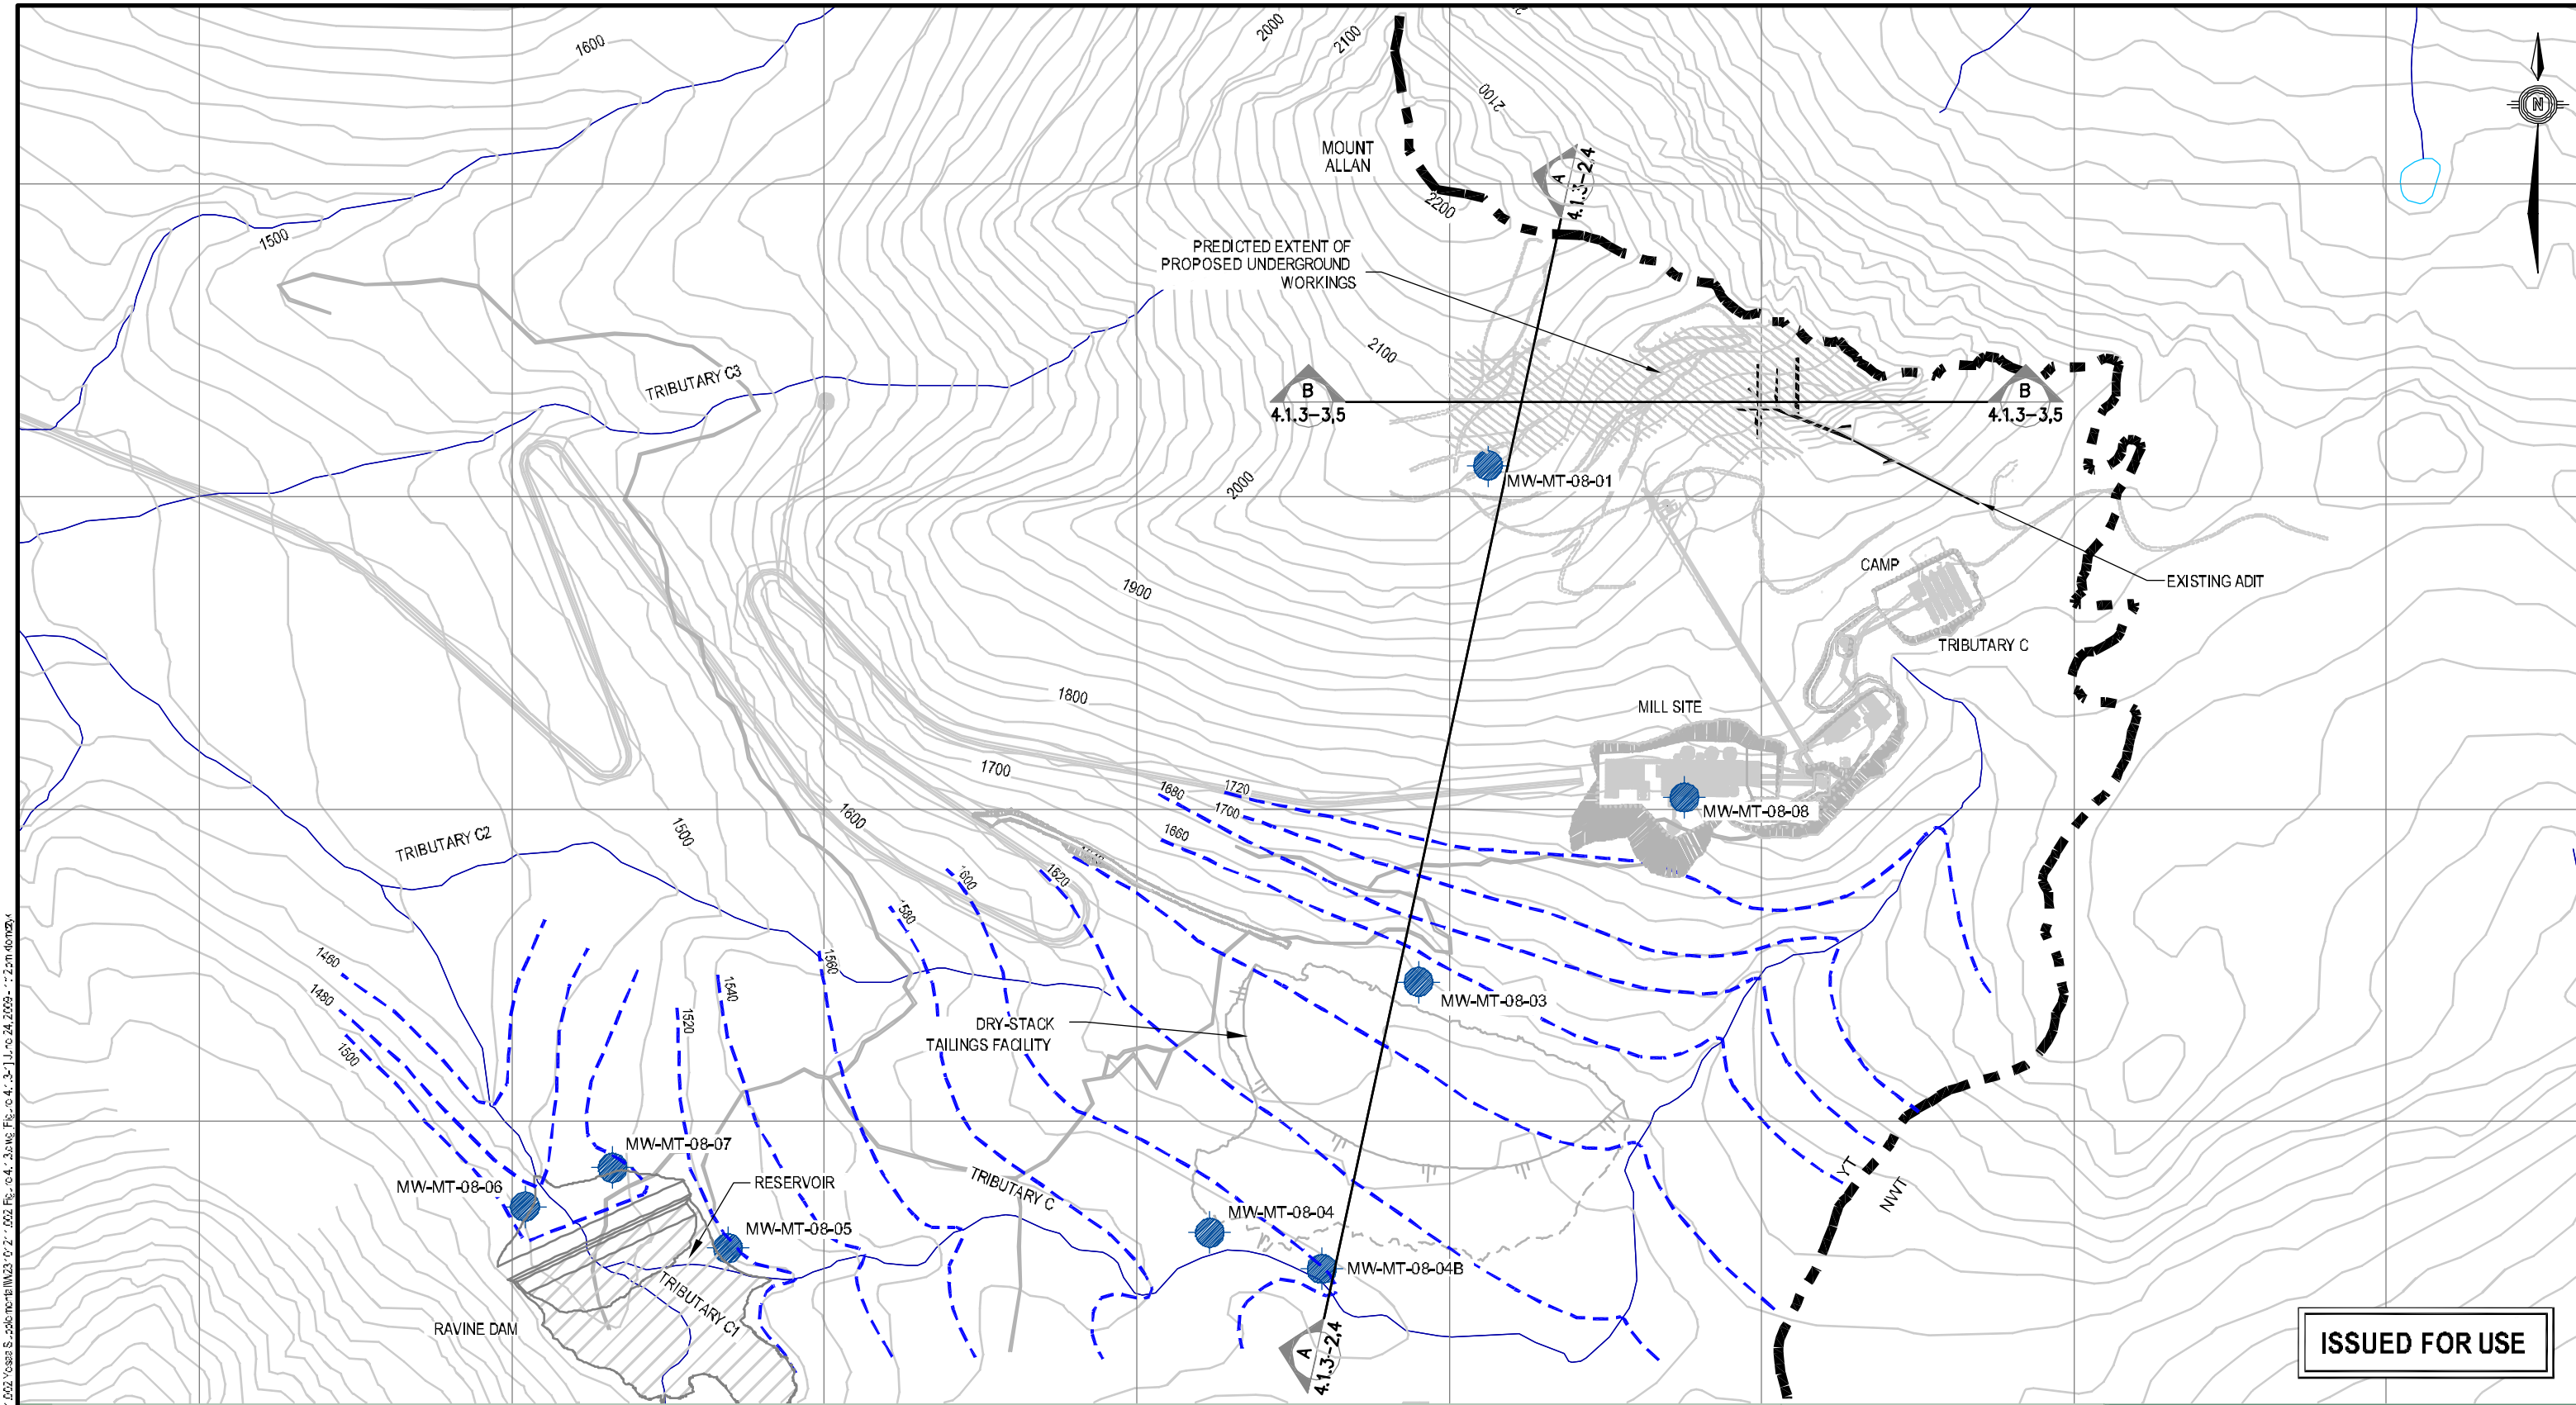 1600
2000
2100
2100
N
MOUNT
ALLAN
A
4.1.3-2,4
2200
1500
PREDICTED EXTENT OF
PROPOSED UNDERGROUND
WORKINGS
2100
TRIBUTARY C3
B
4.1.3-3,5
B
4.1.3-3,5
MW-MT-08-01
2000
EXISTING ADIT
CAMP
1900
TRIBUTARY C
1800
MILL SITE
1700
1720
1680
1700
MW-MT-08-08
1600
1660
1500
TRIBUTARY C2
1620
1580
1560
1460
1480
1540
MW-MT-08-03
1520
DRY-STACK
TAILINGS FACILITY
1500
MW-MT-08-07
YT
NWT
RESERVOIR
TRIBUTARY C
MW-MT-08-06
MW-MT-08-04
MW-MT-08-05
MW-MT-08-04B
TRIBUTARY C1
RAVINE DAM
A
4.1.3-2,4
ISSUED FOR USE